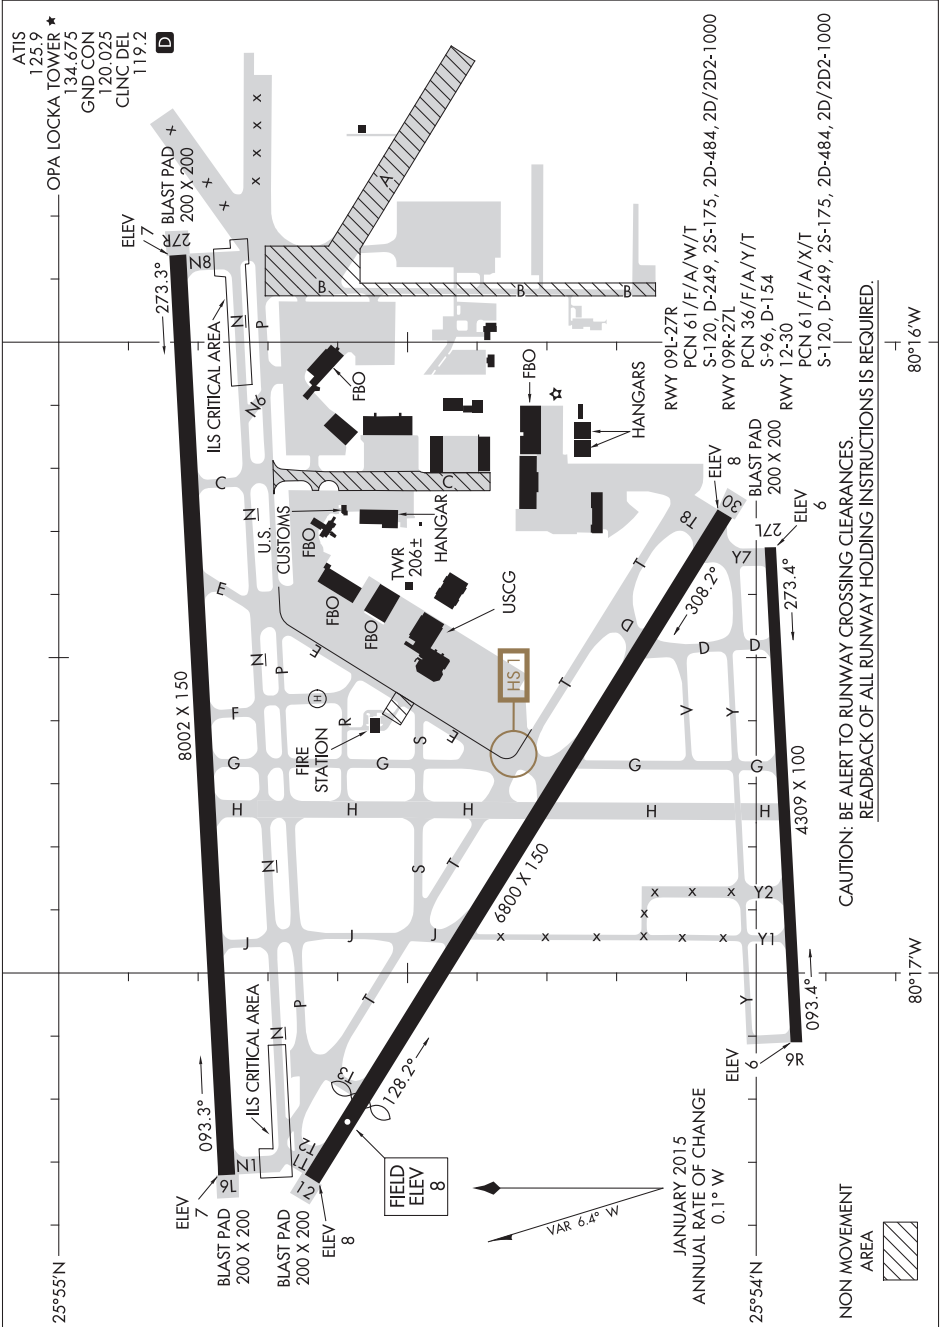 ATIS
125.9
OPA LOCKA TOWER ★
134.675
GND CON
120.025
CLNC DEL
119.2
D
25°55'N
25°54'N
80°16'W
80°17'W
ELEV
7
BLAST PAD
200 X 200
27R
273.3°
N8
ILS CRITICAL AREA
N
P
N6
C
N
E
N
P
8002 X 150
F
G
H
N
J
P
N
ILS CRITICAL AREA
093.3°
N1
9L
ELEV
7
BLAST PAD
200 X 200
BLAST PAD
200 X 200
ELEV
8
12
T1
T2
T3
128.2°
FIELD
ELEV
8
X X X X
X X X
A
B
B
B
FBO
FBO
HANGARS
C
U.S.
CUSTOMS
FBO
HANGAR
TWR
206±
FBO
FBO
USCG
E
E
H
R
FIRE
STATION
G
S
H
H
S
J
J
T
T
T
T
HS 1
6800 X 150
308.2°
T8
30
ELEV
8
BLAST PAD
200 X 200
27L
ELEV
6
Y7
273.4°
D
D
D
V
Y
G
G
H
H
4309 X 100
X X X
X
X X X X X X X
Y2
Y1
Y
093.4°
9R
ELEV
6
RWY 09L-27R
PCN 61/F/A/W/T
S-120, D-249, 2S-175, 2D-484, 2D/2D2-1000
RWY 09R-27L
PCN 36/F/A/Y/T
S-96, D-154
RWY 12-30
PCN 61/F/A/X/T
S-120, D-249, 2S-175, 2D-484, 2D/2D2-1000
CAUTION: BE ALERT TO RUNWAY CROSSING CLEARANCES.
READBACK OF ALL RUNWAY HOLDING INSTRUCTIONS IS REQUIRED.
VAR 6.4° W
JANUARY 2015
ANNUAL RATE OF CHANGE
0.1° W
NON MOVEMENT
AREA